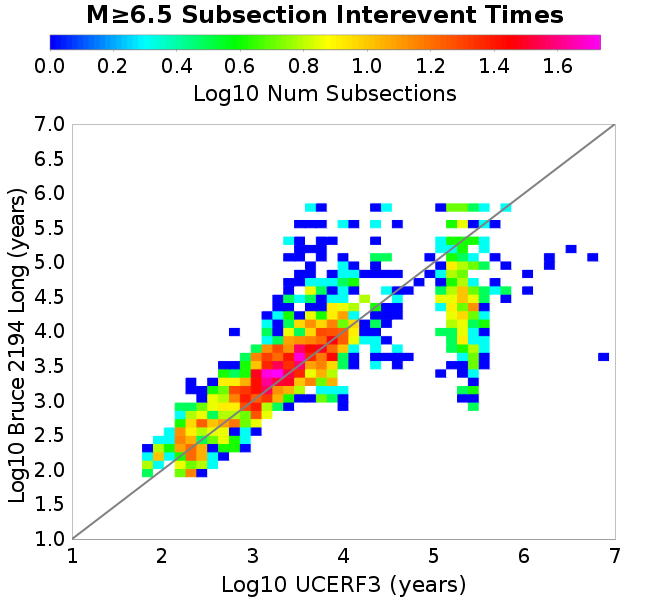 M≥6.5 Subsection Interevent Times
0.0 0.2 0.4 0.6 0.8 1.0 1.2 1.4 1.6
Log10 Num Subsections
7.0
6.5
6.0
5.5
5.0
4.5
4.0
3.5
3.0
2.5
2.0
1.5
1.0
Log10 Bruce 2194 Long (years)
1 2 3 4 5 6 7
Log10 UCERF3 (years)